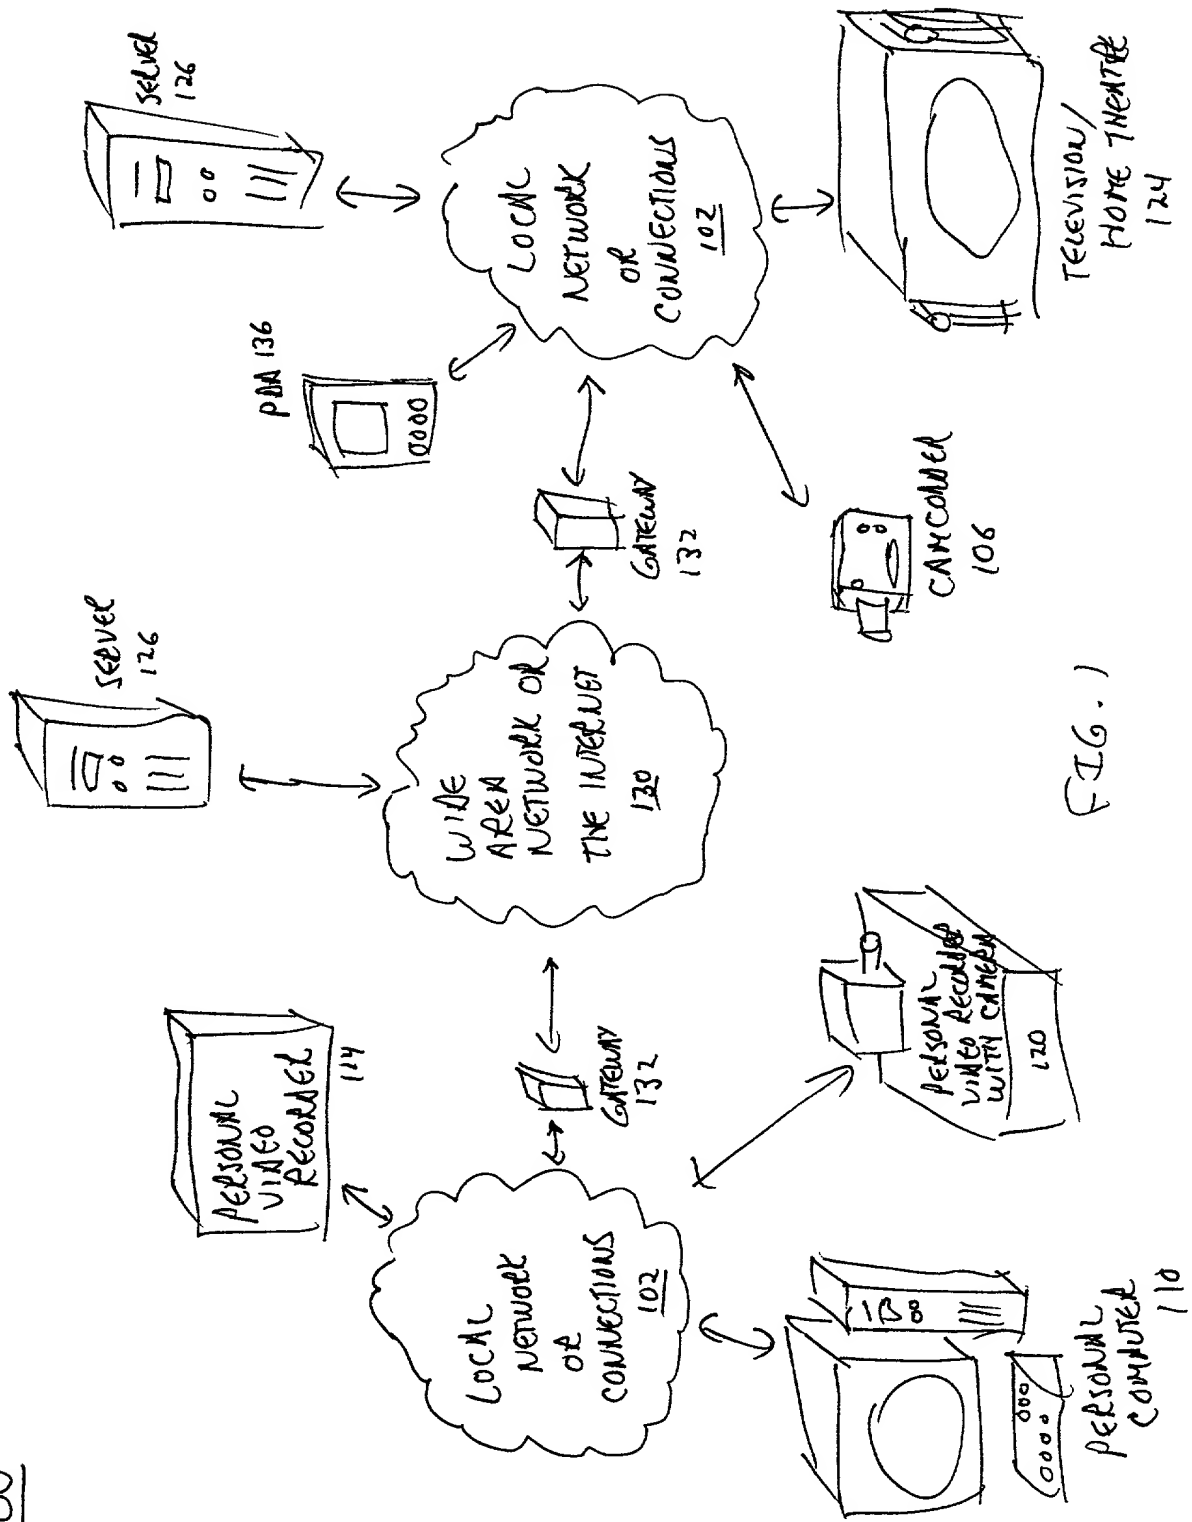 SERVER
126
SERVER
126
PERSONAL
VIDEO
RECORDER
114
PDA 136
LOCAL
NETWORK
OR
CONNECTIONS
102
GATEWAY
132
WIDE
AREA
NETWORK OR
THE INTERNET
130
GATEWAY
132
LOCAL
NETWORK
OR
CONNECTIONS
102
PERSONAL
COMPUTER
110
PERSONAL
VIDEO RECORDER
WITH CAMERA
120
CAMCORDER
106
TELEVISION/
HOME THEATRE
124
FIG. 1